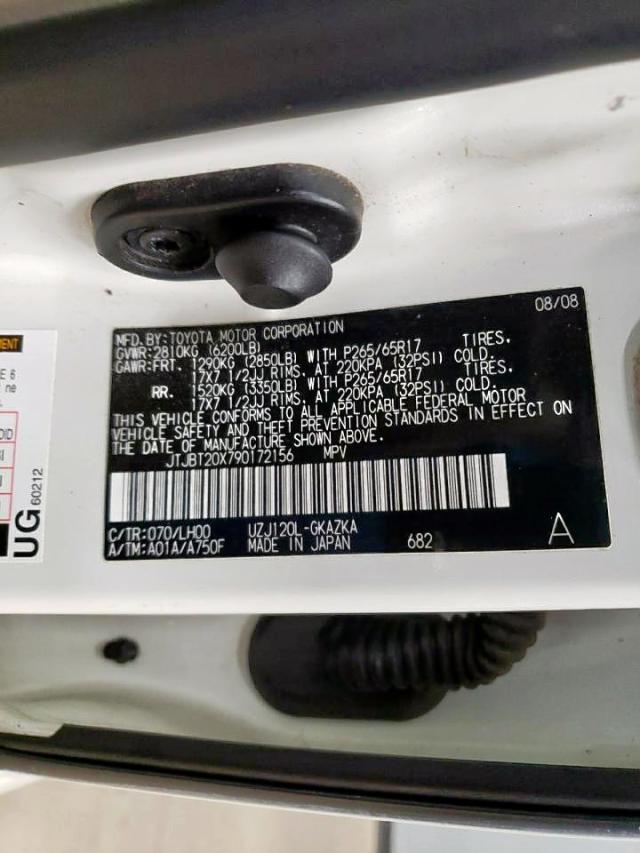 08/08
MFD. BY: TOYOTA MOTOR CORPORATION
GVWR: 2810KG (6200LB)
GAWR: FRT. 1290KG (2850LB) WITH P265/65R17 TIRES.
17X7 1/2JJ RIMS. AT 220KPA (32PSI) COLD.
RR. 1520KG (3350LB) WITH P265/65R17 TIRES.
17X7 1/2JJ RIMS. AT 220KPA (32PSI) COLD.
THIS VEHICLE CONFORMS TO ALL APPLICABLE FEDERAL MOTOR
VEHICLE SAFETY AND THEFT PREVENTION STANDARDS IN EFFECT ON
THE DATE OF MANUFACTURE SHOWN ABOVE.
JTJBT20X790172156 MPV
C/TR: 070/LH00 UZJ120L-GKAZKA
A/TM: A01A/A750F MADE IN JAPAN 682 A
E 6
ne
UG 60212